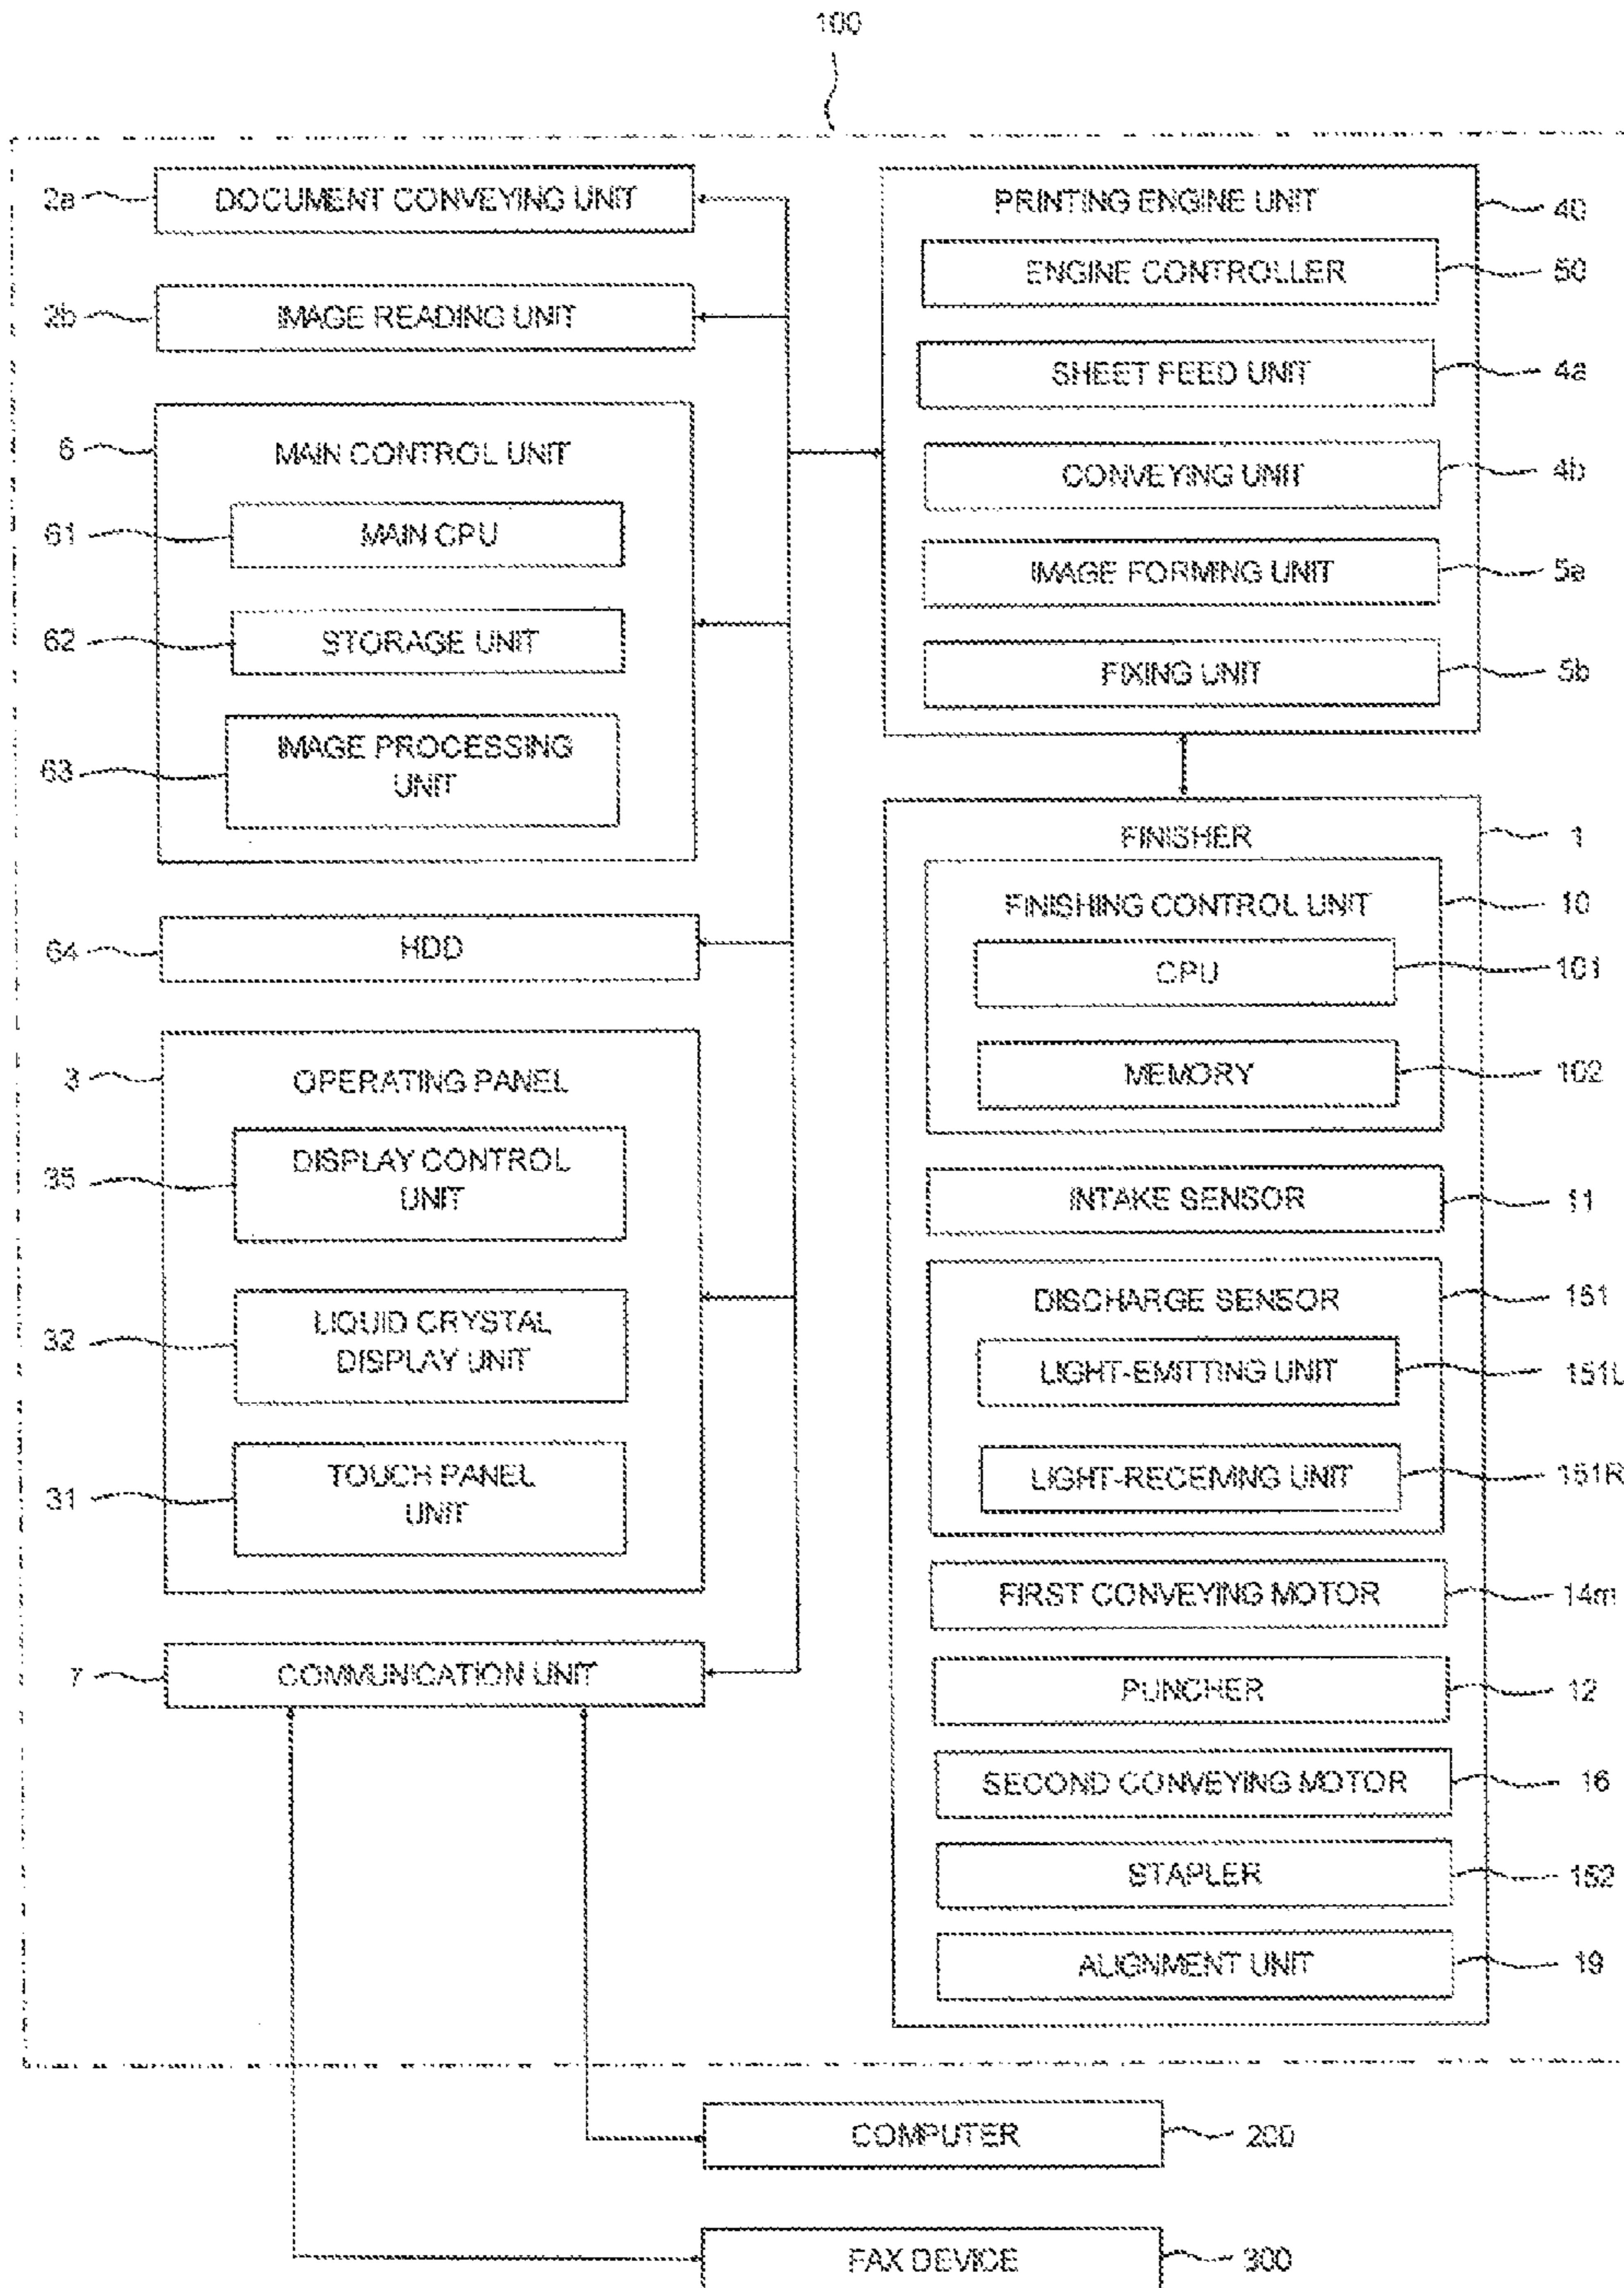 100
2a
DOCUMENT CONVEYING UNIT
2b
IMAGE READING UNIT
6
MAIN CONTROL UNIT
61
MAIN CPU
62
STORAGE UNIT
63
IMAGE PROCESSING
UNIT
64
HDD
3
OPERATING PANEL
35
DISPLAY CONTROL
UNIT
32
LIQUID CRYSTAL
DISPLAY UNIT
31
TOUCH PANEL
UNIT
7
COMMUNICATION UNIT
PRINTING ENGINE UNIT
40
ENGINE CONTROLLER
50
SHEET FEED UNIT
4a
CONVEYING UNIT
4b
IMAGE FORMING UNIT
5a
FIXING UNIT
5b
FINISHER
1
FINISHING CONTROL UNIT
10
CPU
101
MEMORY
102
INTAKE SENSOR
11
DISCHARGE SENSOR
151
LIGHT-EMITTING UNIT
151L
LIGHT-RECEIVING UNIT
151R
FIRST CONVEYING MOTOR
14m
PUNCHER
12
SECOND CONVEYING MOTOR
16
STAPLER
152
ALIGNMENT UNIT
19
COMPUTER
200
FAX DEVICE
300